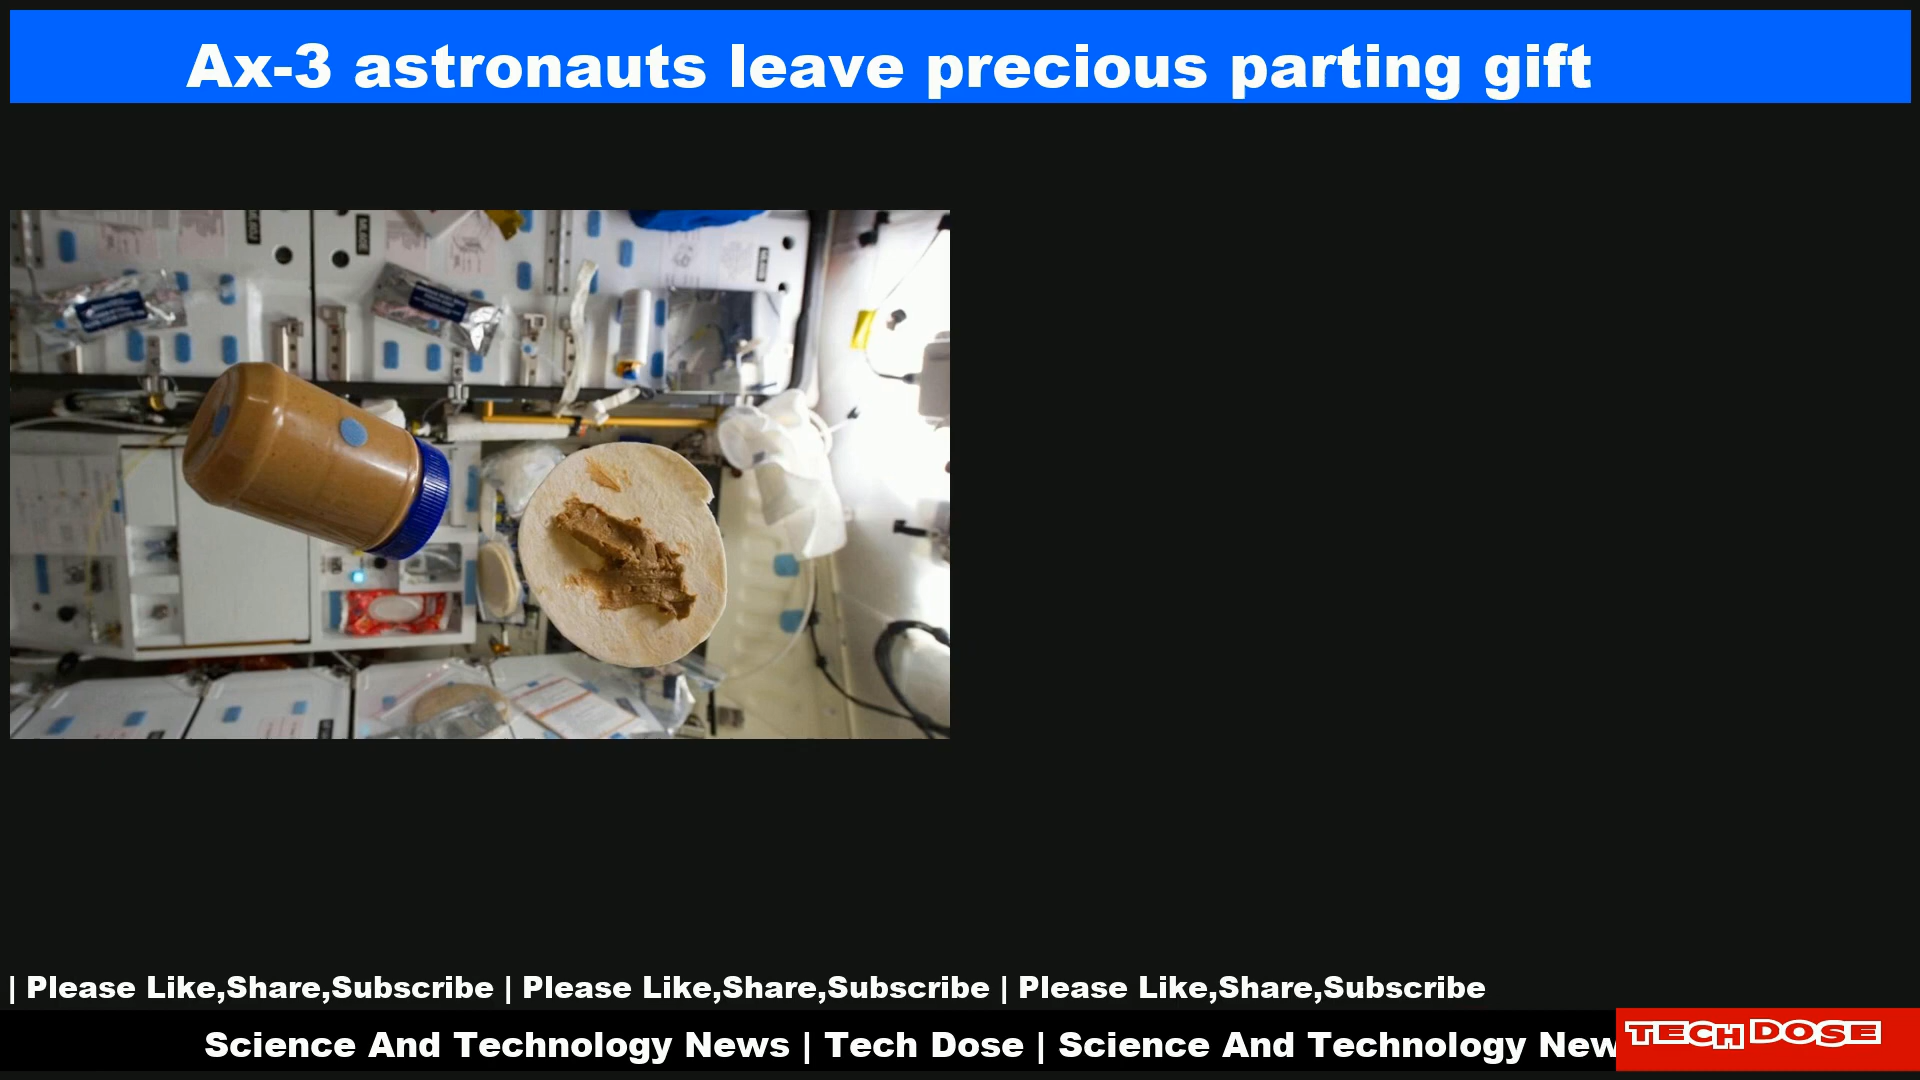 Ax-3 astronauts leave precious parting gift
| Please Like,Share,Subscribe | Please Like,Share,Subscribe | Please Like,Share,Subscribe
Science And Technology News | Tech Dose | Science And Technology New
TECH DOSE